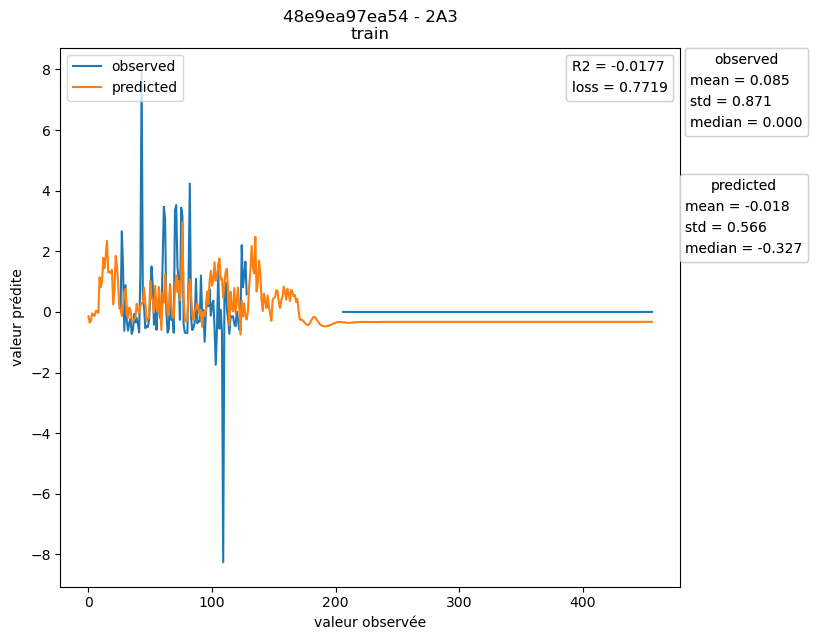 48e9ea97ea54 - 2A3
train
observed
predicted
R2 = -0.0177
loss = 0.7719
observed
mean = 0.085
std = 0.871
median = 0.000
predicted
mean = -0.018
std = 0.566
median = -0.327
valeur prédite
8
6
4
2
0
−2
−4
−6
−8
0
100
200
300
400
valeur observée